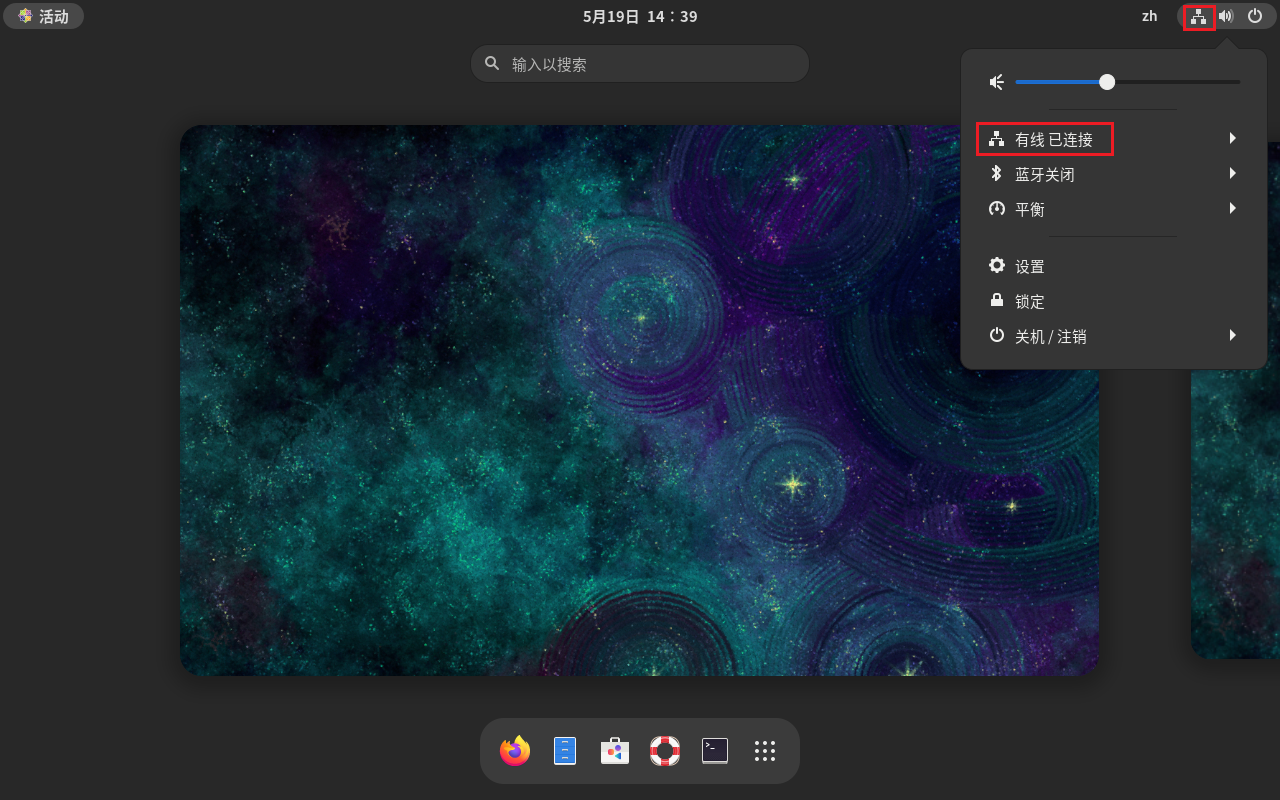 活动
5月19日 14：39
zh
输入以搜索
有线 已连接
蓝牙关闭
平衡
设置
锁定
关机 / 注销